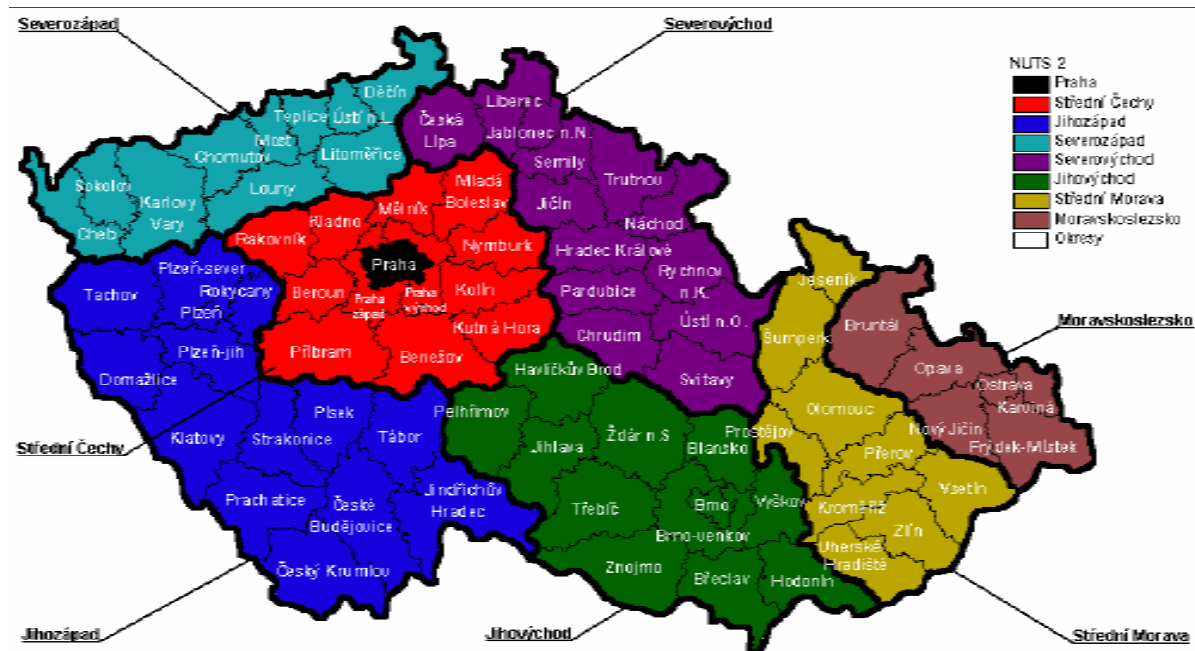 Severozápad
Severovýchod
NUTS 2
Praha
Střední Čechy
Jihozápad
Severozápad
Severovýchod
Jihovýchod
Střední Morava
Moravskoslezsko
Okresy
Děčín
Teplice
Ústí n.L.
Most
Chomutov
Litoměřice
Louny
Sokolov
Karlovy
Vary
Cheb
Česká
Lípa
Liberec
Jablonec n.N.
Semily
Trutnov
Jičín
Náchod
Hradec Králové
Rychnov
n.K.
Pardubice
Ústí n.O.
Chrudim
Svitavy
Mladá
Boleslav
Mělník
Kladno
Rakovník
Nymburk
Praha
Beroun
Praha
západ
Praha
východ
Kolín
Kutná Hora
Příbram
Benešov
Plzeň-sever
Tachov
Rokycany
Plzeň
Plzeň-jih
Domažlice
Klatovy
Písek
Strakonice
Tábor
Prachatice
České
Budějovice
Jindřichův
Hradec
Český Krumlov
Havlíčkův Brod
Pelhřimov
Jihlava
Žďár n.S
Blansko
Třebíč
Brno
Vyškov
Brno-venkov
Znojmo
Břeclav
Hodonín
Jeseník
Šumperk
Olomouc
Prostějov
Přerov
Kroměříž
Vsetín
Zlín
Uherské
Hradiště
Bruntál
Opava
Ostrava
Karviná
Nový Jičín
Frýdek-Místek
Moravskoslezsko
Střední Čechy
Jihozápad
Jihovýchod
Střední Morava